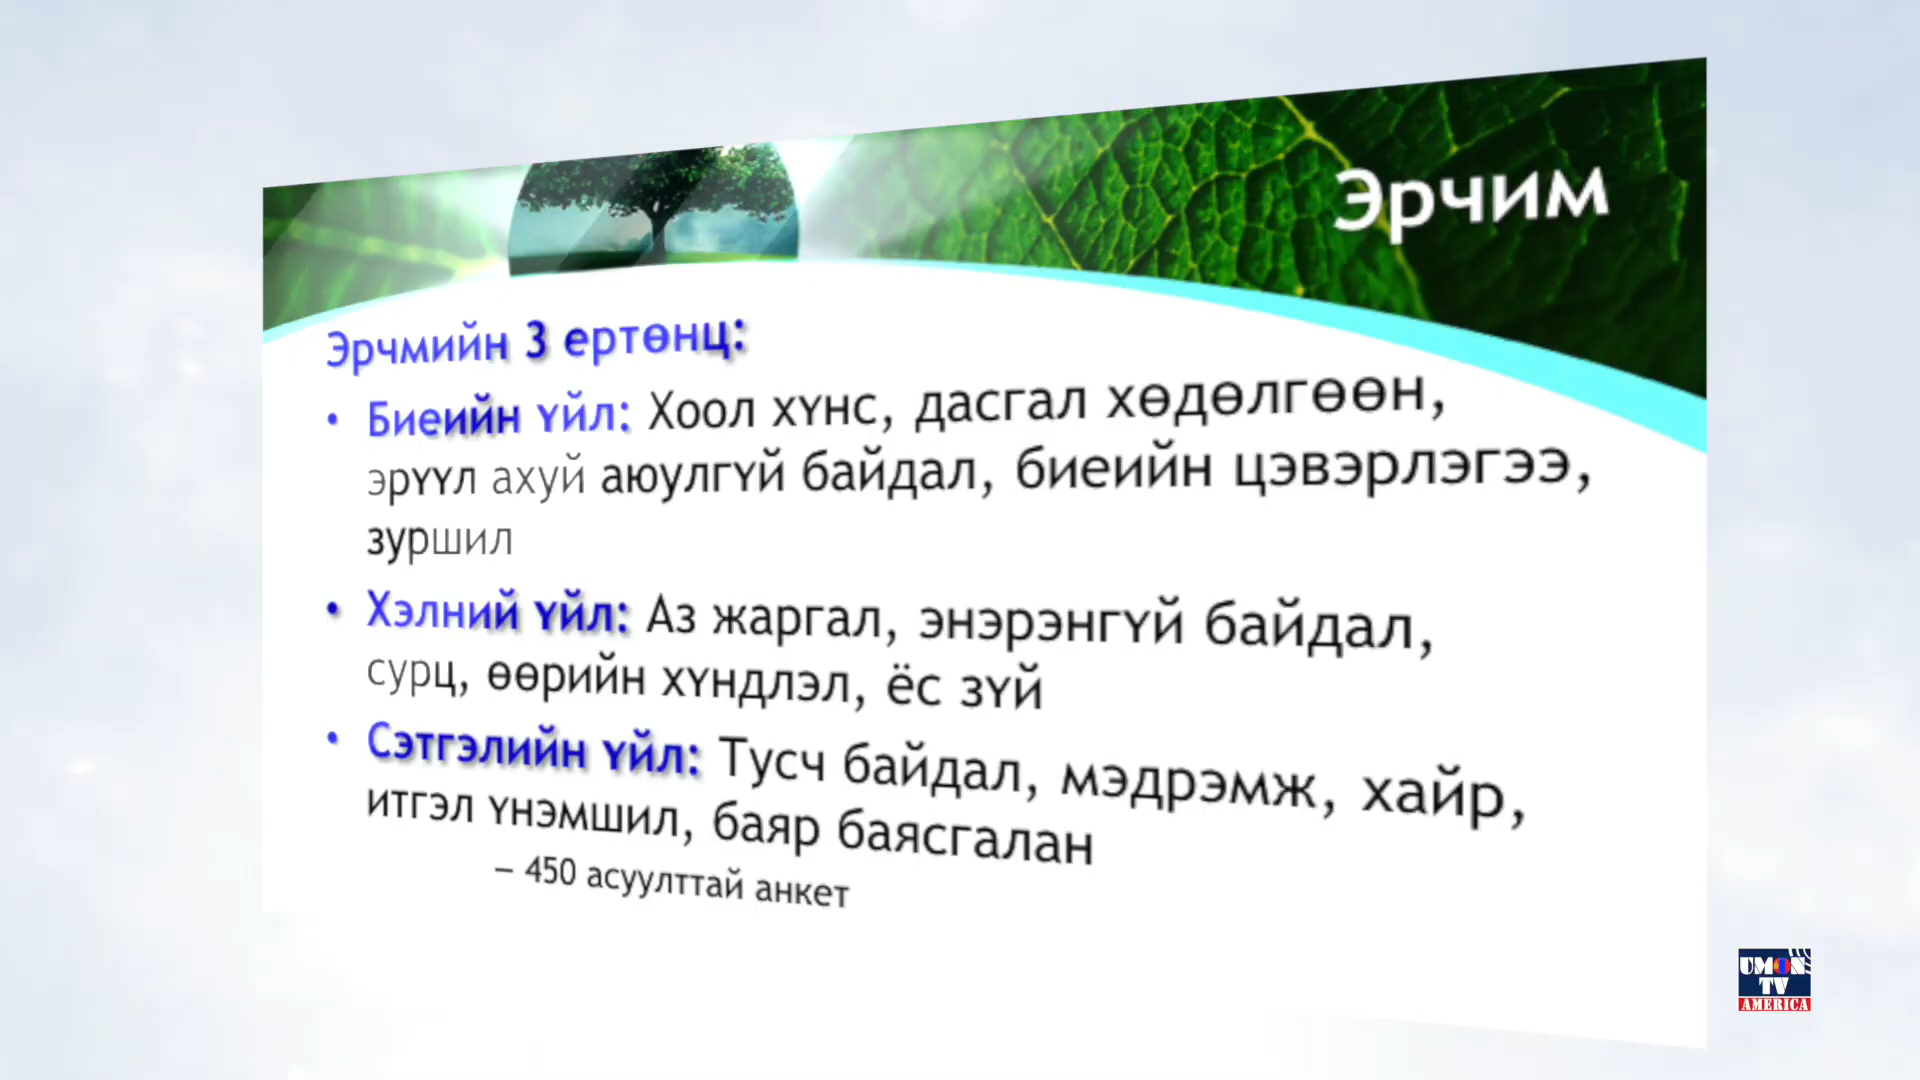 Эрчим
Эрчмийн 3 ертөнц:
• Биеийн үйл: Хоол хүнс, дасгал хөдөлгөөн,
эрүүл ахуй аюулгүй байдал, биеийн цэвэрлэгээ,
зуршил
• Хэлний үйл: Аз жаргал, энэрэнгүй байдал,
сурц, өөрийн хүндлэл, ёс зүй
• Сэтгэлийн үйл: Тусч байдал, мэдрэмж, хайр,
итгэл үнэмшил, баяр баясгалан
– 450 асуулттай анкет
UMON
TV
AMERICA